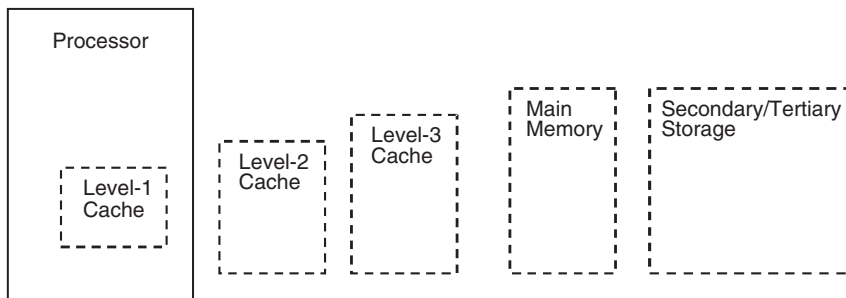 Processor
Level-1
Cache
Level-2
Cache
Level-3
Cache
Main
Memory
Secondary/Tertiary
Storage